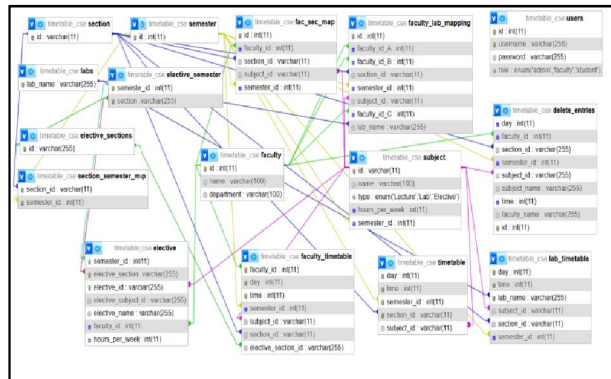 timetable_cse section
id : varchar(11)
timetable_cse semester
id : int(11)
timetable_cse fac_sec_map
id : int(11)
faculty_id : int(11)
section_id : varchar(11)
subject_id : varchar(11)
semester_id : int(11)
timetable_cse faculty_lab_mapping
id : int(11)
faculty_id_A : int(11)
faculty_id_B : int(11)
section_id : varchar(11)
semester_id : int(11)
subject_id : varchar(11)
faculty_id_C : int(11)
lab_name : varchar(255)
timetable_cse users
id : int(11)
username : varchar(255)
password : varchar(255)
role : enum('admin','faculty','student')
timetable_cse labs
lab_name : varchar(255)
timetable_cse elective_semester
semester_id : int(11)
section : varchar(255)
timetable_cse elective_sections
id : varchar(255)
timetable_cse section_semester_map
section_id : varchar(11)
semester_id : int(11)
timetable_cse faculty
id : int(11)
name : varchar(100)
department : varchar(100)
timetable_cse subject
id : varchar(11)
name : varchar(100)
type : enum('Lecture','Lab','Elective')
hours_per_week : int(11)
semester_id : int(11)
timetable_cse delete_entries
day : int(11)
faculty_id : int(11)
section_id : varchar(11)
semester_id : int(11)
subject_id : varchar(11)
subject_name : varchar(255)
time : int(11)
faculty_name : varchar(255)
id : int(11)
timetable_cse elective
semester_id : int(11)
elective_section : varchar(255)
elective_id : varchar(255)
elective_subject_id : varchar(255)
elective_name : varchar(255)
faculty_id : int(11)
hours_per_week : int(11)
timetable_cse faculty_timetable
faculty_id : int(11)
day : int(11)
time : int(11)
semester_id : int(11)
subject_id : varchar(11)
section_id : varchar(11)
elective_section_id : varchar(255)
timetable_cse timetable
day : int(11)
time : int(11)
semester_id : int(11)
section_id : varchar(11)
subject_id : varchar(11)
timetable_cse lab_timetable
day : int(11)
time : int(11)
lab_name : varchar(255)
subject_id : varchar(11)
section_id : varchar(11)
semester_id : int(11)